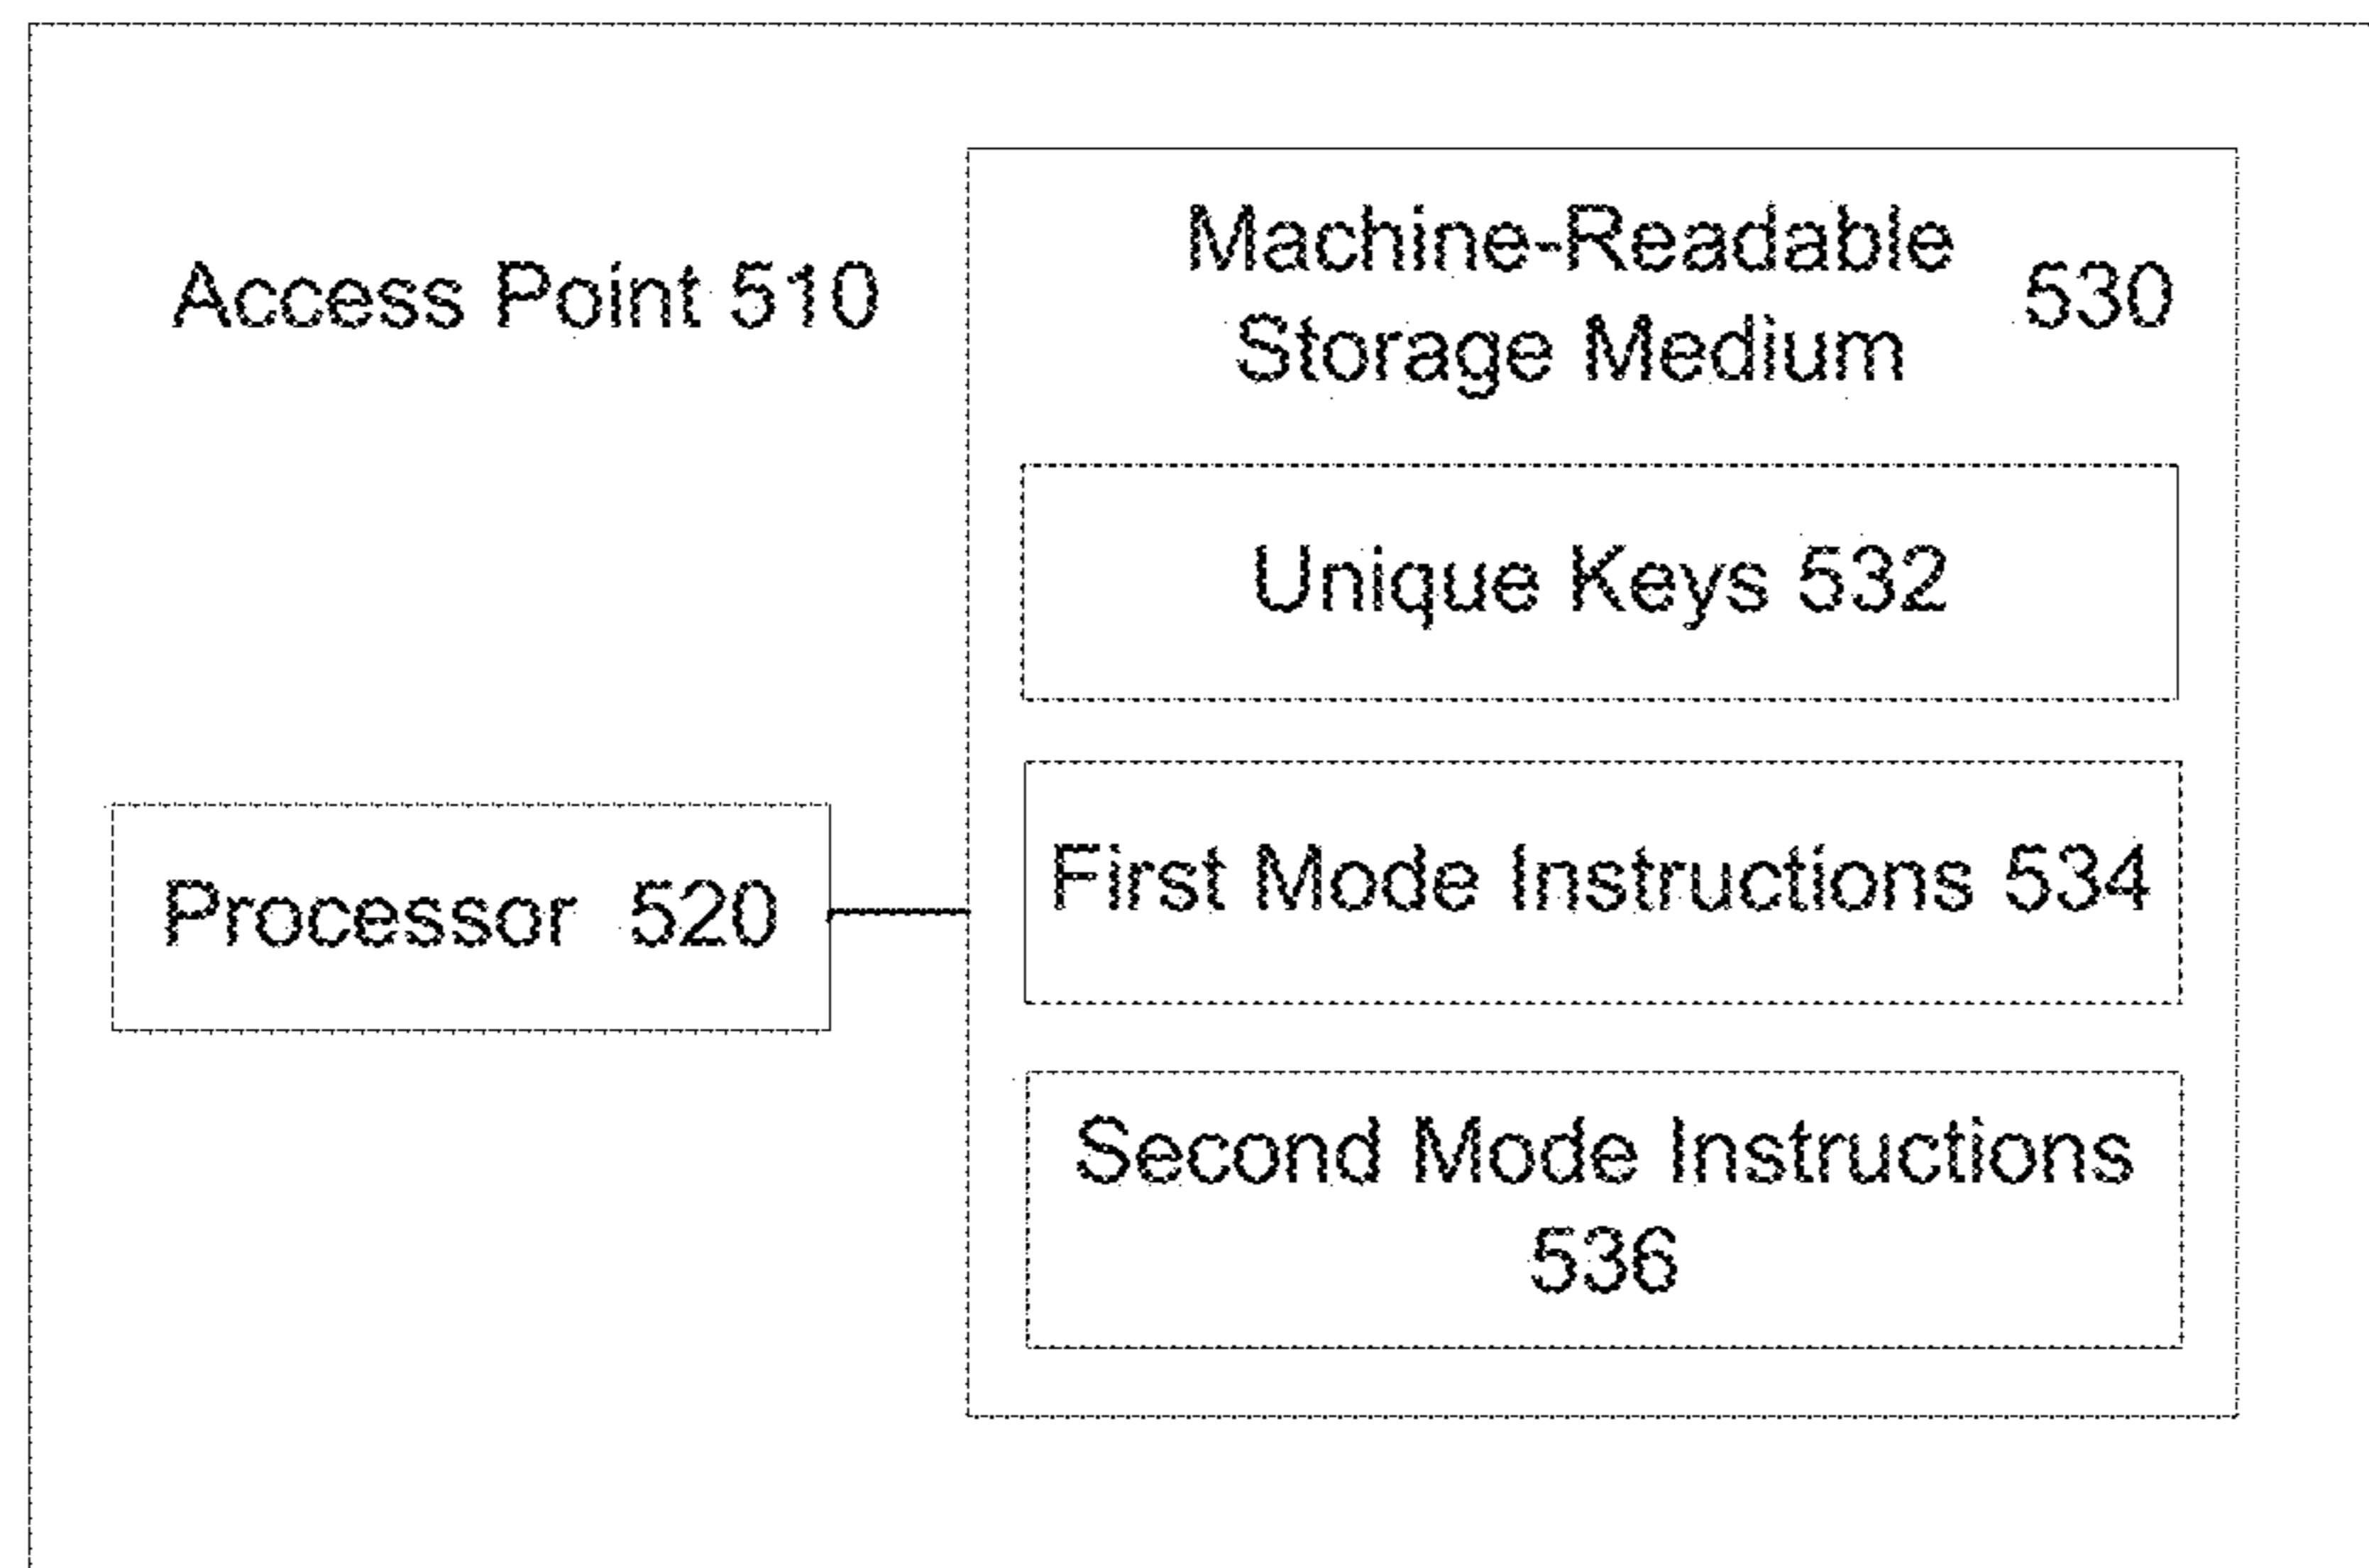 Access Point 510
Machine-Readable
Storage Medium
530
Unique Keys 532
First Mode Instructions 534
Processor 520
Second Mode Instructions
536